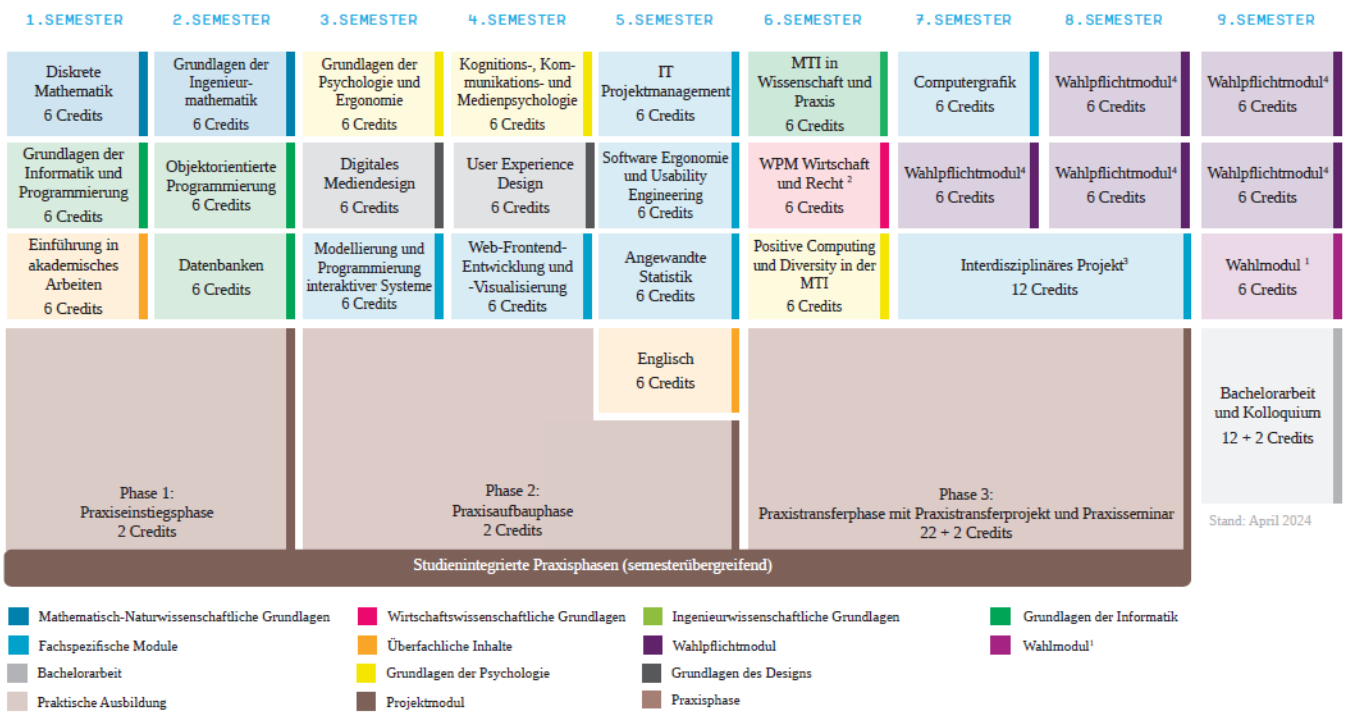 1.SEMESTER
2.SEMESTER
3.SEMESTER
4.SEMESTER
5.SEMESTER
6.SEMESTER
7.SEMESTER
8.SEMESTER
9.SEMESTER
Diskrete
Mathematik
6 Credits
Grundlagen der
Ingenieur-
mathematik
6 Credits
Grundlagen der
Psychologie und
Ergonomie
6 Credits
Kognitions-, Kom-
munikations- und
Medienpsychologie
6 Credits
IT
Projektmanagement
6 Credits
MTI in
Wissenschaft und
Praxis
6 Credits
Computergrafik
6 Credits
Wahlpflichtmodul⁴
6 Credits
Wahlpflichtmodul⁴
6 Credits
Grundlagen der
Informatik und
Programmierung
6 Credits
Objektorientierte
Programmierung
6 Credits
Digitales
Mediendesign
6 Credits
User Experience
Design
6 Credits
Software Ergonomie
und Usability
Engineering
6 Credits
WPM Wirtschaft
und Recht ²
6 Credits
Wahlpflichtmodul⁴
6 Credits
Wahlpflichtmodul⁴
6 Credits
Wahlpflichtmodul⁴
6 Credits
Einführung in
akademisches
Arbeiten
6 Credits
Datenbanken
6 Credits
Modellierung und
Programmierung
interaktiver Systeme
6 Credits
Web-Frontend-
Entwicklung und
-Visualisierung
6 Credits
Angewandte
Statistik
6 Credits
Positive Computing
und Diversity in der
MTI
6 Credits
Interdisziplinäres Projekt³
12 Credits
Wahlmodul ¹
6 Credits
Englisch
6 Credits
Bachelorarbeit
und Kolloquium
12 + 2 Credits
Phase 1:
Praxiseinstiegsphase
2 Credits
Phase 2:
Praxisaufbauphase
2 Credits
Phase 3:
Praxistransferphase mit Praxistransferprojekt und Praxisseminar
22 + 2 Credits
Stand: April 2024
Studienintegrierte Praxisphasen (semesterübergreifend)
Mathematisch-Naturwissenschaftliche Grundlagen
Wirtschaftswissenschaftliche Grundlagen
Ingenieurwissenschaftliche Grundlagen
Grundlagen der Informatik
Fachspezifische Module
Überfachliche Inhalte
Wahlpflichtmodul
Wahlmodul¹
Bachelorarbeit
Grundlagen der Psychologie
Grundlagen des Designs
Praktische Ausbildung
Projektmodul
Praxisphase